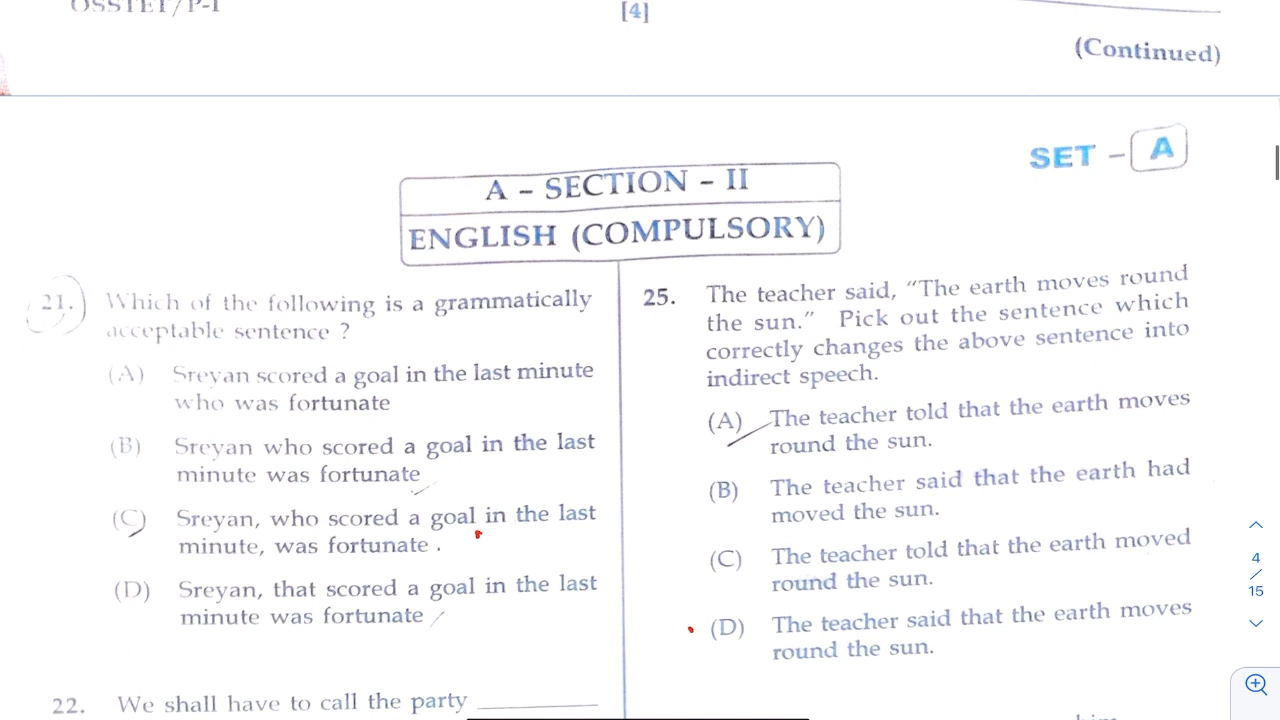 OSSTET/P-I
[4]
(Continued)
SET – A
A – SECTION – II
ENGLISH (COMPULSORY)
21. Which of the following is a grammatically
acceptable sentence ?
(A) Sreyan scored a goal in the last minute
who was fortunate
(B) Sreyan who scored a goal in the last
minute was fortunate
(C) Sreyan, who scored a goal in the last
minute, was fortunate .
(D) Sreyan, that scored a goal in the last
minute was fortunate
22. We shall have to call the party ______
25. The teacher said, “The earth moves round
the sun.” Pick out the sentence which
correctly changes the above sentence into
indirect speech.
(A) The teacher told that the earth moves
round the sun.
(B) The teacher said that the earth had
moved the sun.
(C) The teacher told that the earth moved
round the sun.
(D) The teacher said that the earth moves
round the sun.
4
/
15